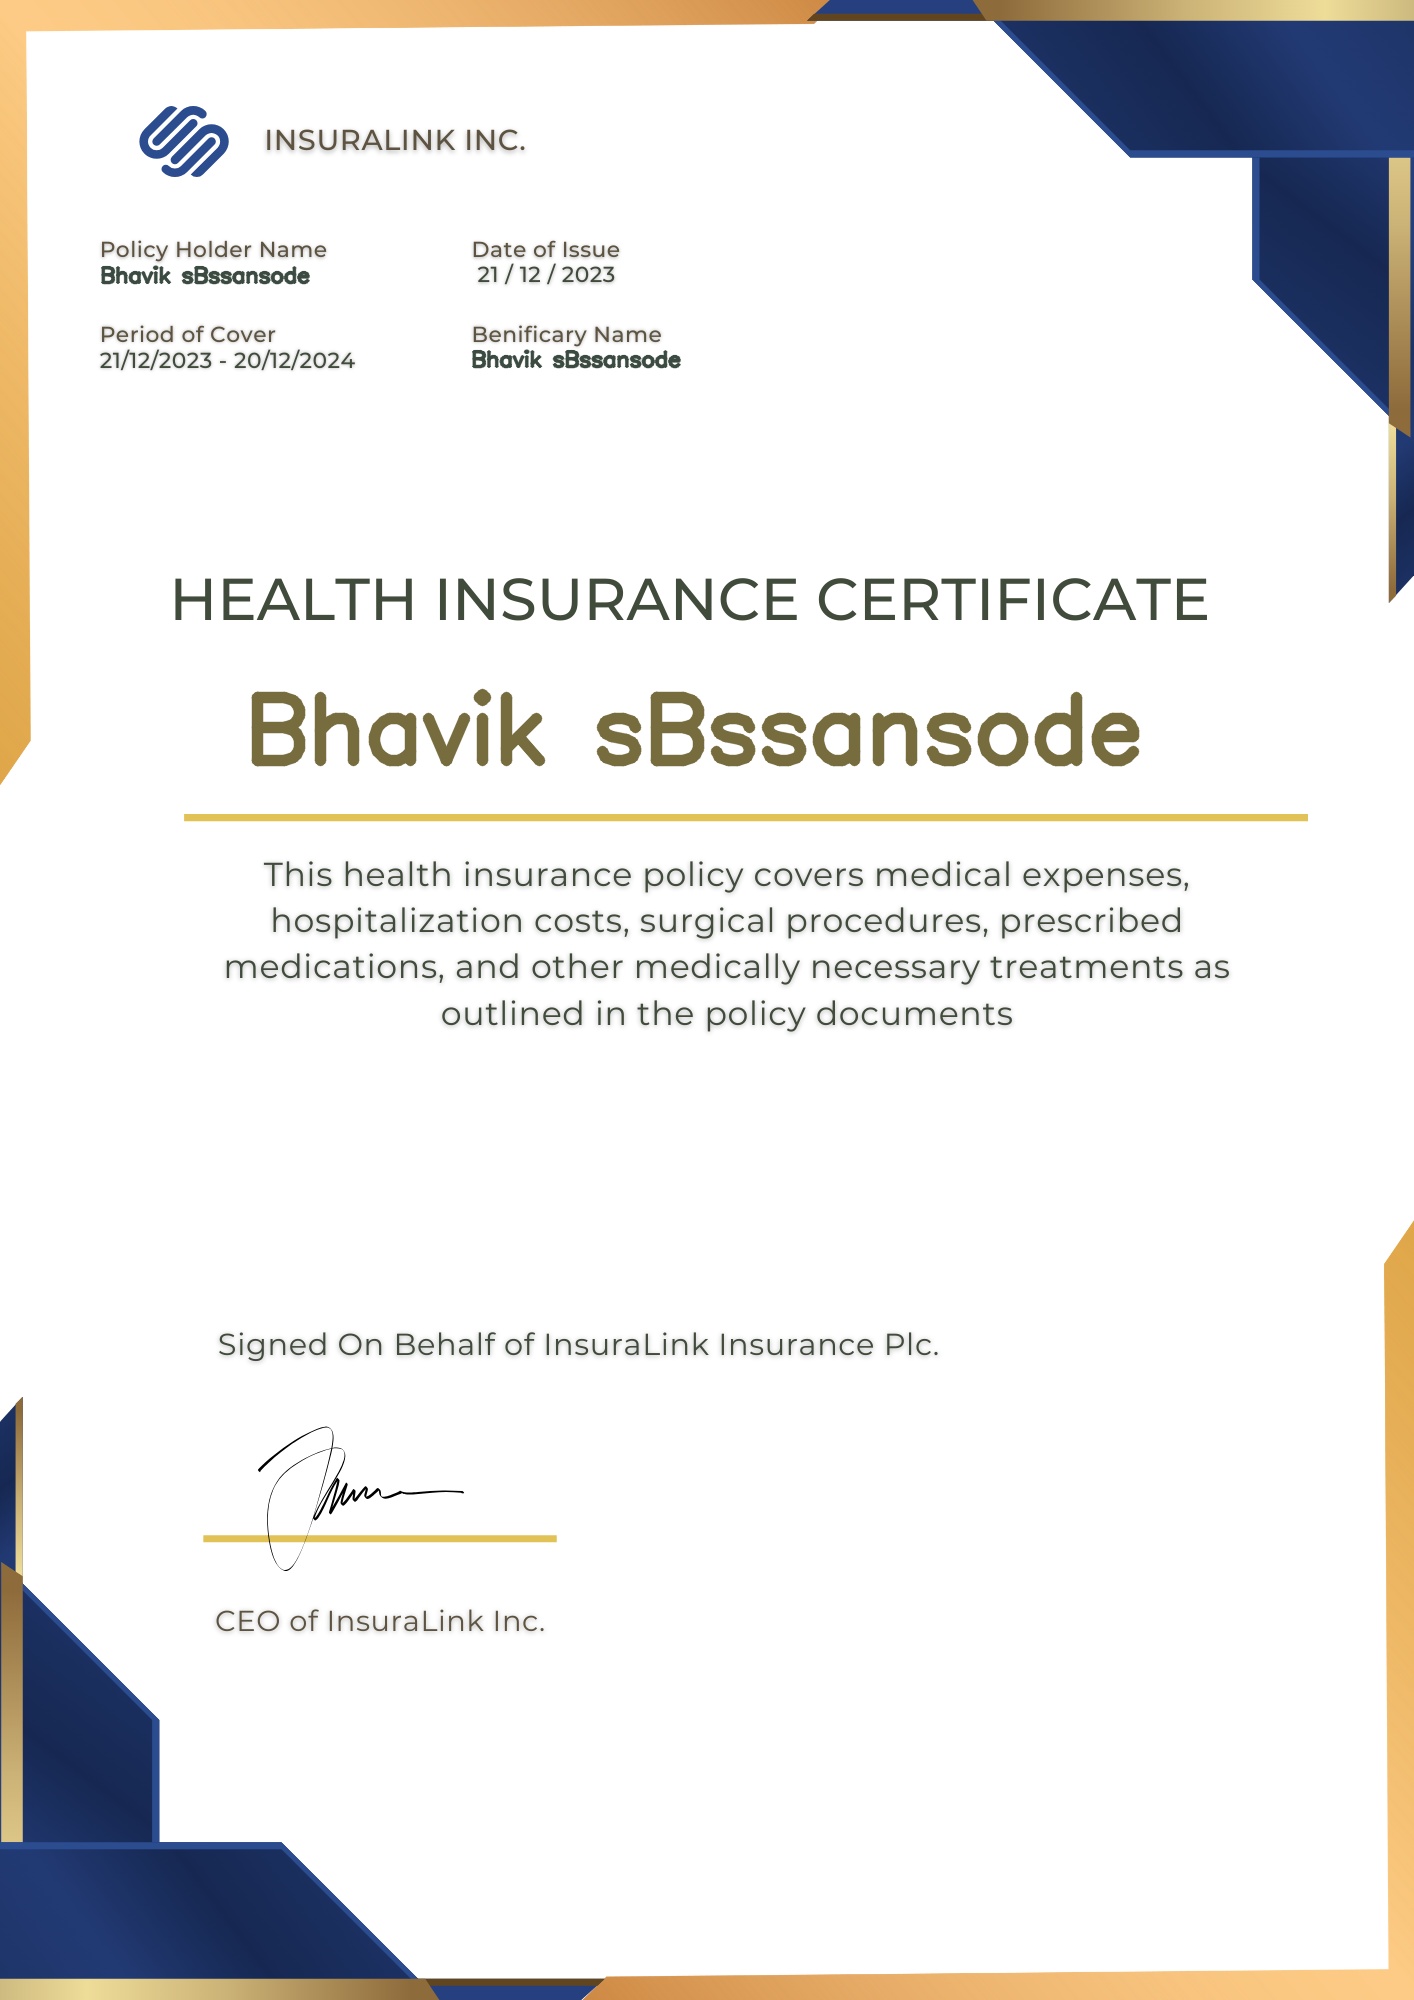 INSURALINK INC.
Policy Holder Name
Bhavik sBssansode
Date of Issue
21 / 12 / 2023
Period of Cover
21/12/2023 - 20/12/2024
Benificary Name
Bhavik sBssansode
HEALTH INSURANCE CERTIFICATE
Bhavik sBssansode
This health insurance policy covers medical expenses,
hospitalization costs, surgical procedures, prescribed
medications, and other medically necessary treatments as
outlined in the policy documents
Signed On Behalf of InsuraLink Insurance Plc.
CEO of InsuraLink Inc.